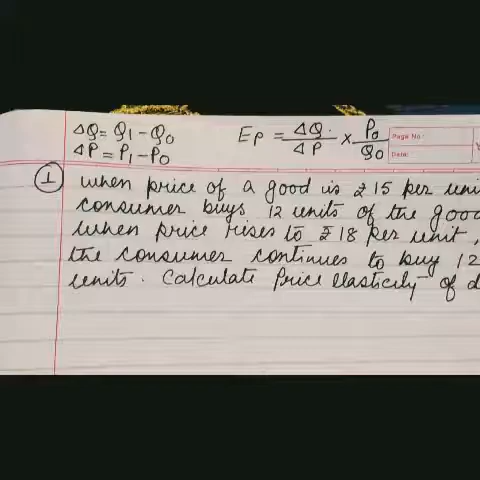 ΔQ = Q1 - Q0
ΔP = P1 - P0
EP = ΔQ / ΔP × P0 / Q0
Page No:
Date:
① when price of a good is ₹15 per uni
consumer buys 12 units of the good
when price rises to ₹18 per unit,
the consumer continues to buy 12
units. Calculate Price elasticity of d